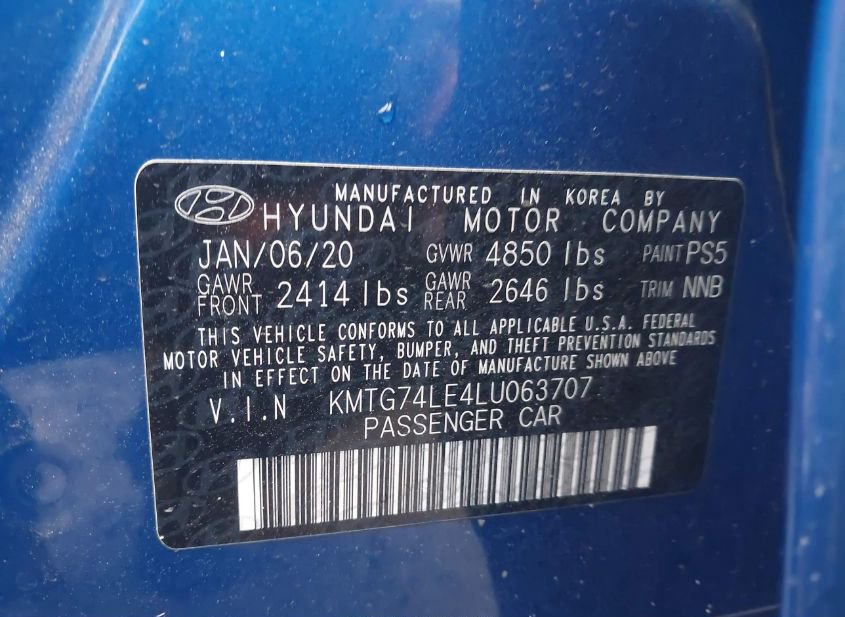 MANUFACTURED IN KOREA BY
HYUNDAI MOTOR COMPANY
JAN/06/20 GVWR 4850 lbs PAINT PS5
GAWR FRONT 2414 lbs GAWR REAR 2646 lbs TRIM NNB
THIS VEHICLE CONFORMS TO ALL APPLICABLE U.S.A. FEDERAL
MOTOR VEHICLE SAFETY, BUMPER, AND THEFT PREVENTION STANDARDS
IN EFFECT ON THE DATE OF MANUFACTURE SHOWN ABOVE
V.I.N KMTG74LE4LU063707
PASSENGER CAR